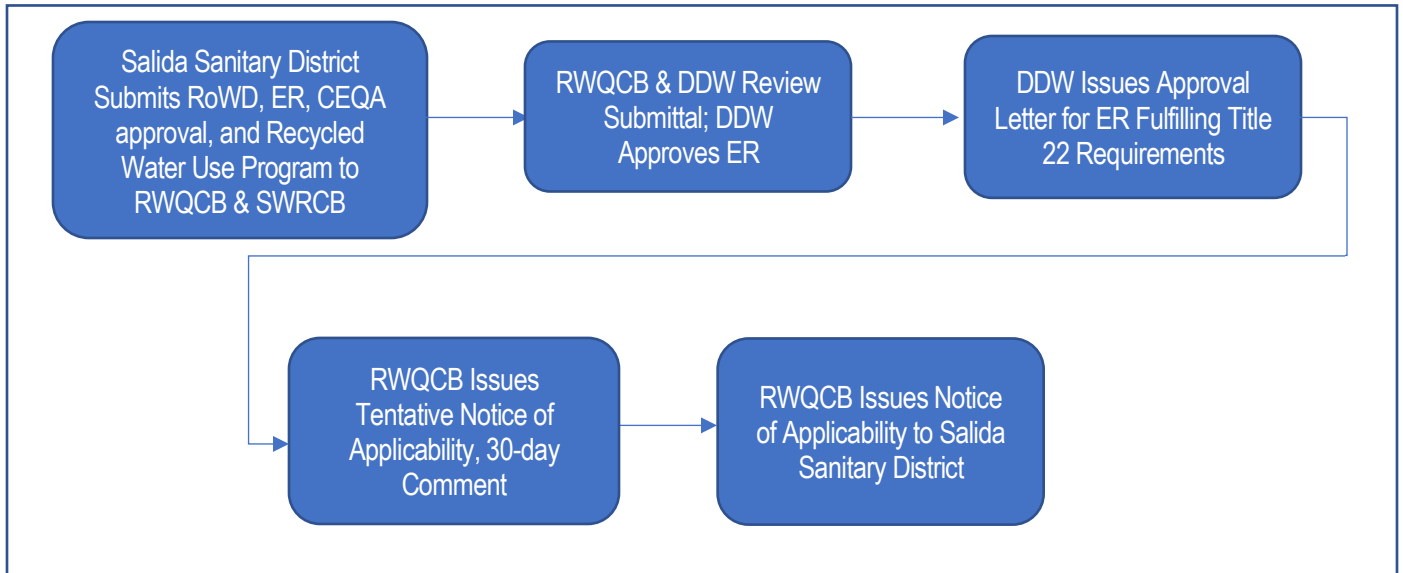 Salida Sanitary District
Submits RoWD, ER, CEQA
approval, and Recycled
Water Use Program to
RWQCB & SWRCB
RWQCB & DDW Review
Submittal; DDW
Approves ER
DDW Issues Approval
Letter for ER Fulfilling Title
22 Requirements
RWQCB Issues
Tentative Notice of
Applicability, 30-day
Comment
RWQCB Issues Notice
of Applicability to Salida
Sanitary District